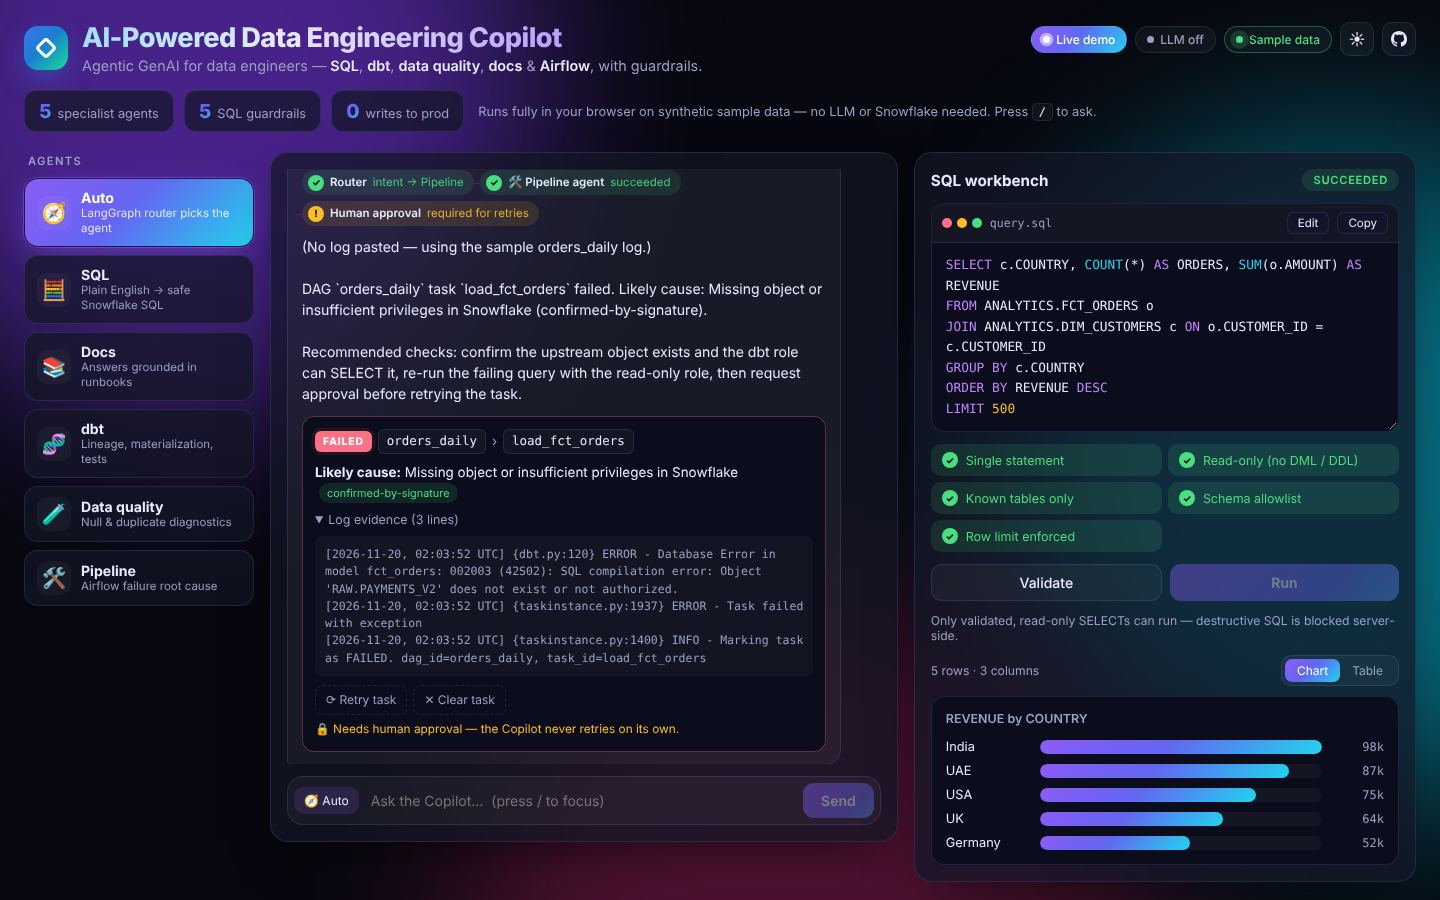 AI-Powered Data Engineering Copilot
Agentic GenAI for data engineers — SQL, dbt, data quality, docs & Airflow, with guardrails.
Live demo
LLM off
Sample data
5 specialist agents
5 SQL guardrails
0 writes to prod
Runs fully in your browser on synthetic sample data — no LLM or Snowflake needed. Press / to ask.
AGENTS
Auto
LangGraph router picks the
agent
SQL
Plain English → safe
Snowflake SQL
Docs
Answers grounded in
runbooks
dbt
Lineage, materialization,
tests
Data quality
Null & duplicate diagnostics
Pipeline
Airflow failure root cause
Router intent → Pipeline
Pipeline agent succeeded
! Human approval required for retries
(No log pasted — using the sample orders_daily log.)
DAG `orders_daily` task `load_fct_orders` failed. Likely cause: Missing object or
insufficient privileges in Snowflake (confirmed-by-signature).
Recommended checks: confirm the upstream object exists and the dbt role
can SELECT it, re-run the failing query with the read-only role, then request
approval before retrying the task.
FAILED orders_daily › load_fct_orders
Likely cause: Missing object or insufficient privileges in Snowflake
confirmed-by-signature
▼ Log evidence (3 lines)
[2026-11-20, 02:03:52 UTC] {dbt.py:120} ERROR - Database Error in
model fct_orders: 002003 (42S02): SQL compilation error: Object
'RAW.PAYMENTS_V2' does not exist or not authorized.
[2026-11-20, 02:03:52 UTC] {taskinstance.py:1937} ERROR - Task failed
with exception
[2026-11-20, 02:03:52 UTC] {taskinstance.py:1400} INFO - Marking task
as FAILED. dag_id=orders_daily, task_id=load_fct_orders
⟳ Retry task
✕ Clear task
🔒 Needs human approval — the Copilot never retries on its own.
Auto
Ask the Copilot... (press / to focus)
Send
SQL workbench
SUCCEEDED
query.sql
Edit
Copy
SELECT c.COUNTRY, COUNT(*) AS ORDERS, SUM(o.AMOUNT) AS
REVENUE
FROM ANALYTICS.FCT_ORDERS o
JOIN ANALYTICS.DIM_CUSTOMERS c ON o.CUSTOMER_ID =
c.CUSTOMER_ID
GROUP BY c.COUNTRY
ORDER BY REVENUE DESC
LIMIT 500
Single statement
Read-only (no DML / DDL)
Known tables only
Schema allowlist
Row limit enforced
Validate
Run
Only validated, read-only SELECTs can run — destructive SQL is blocked server-
side.
5 rows · 3 columns
Chart
Table
REVENUE by COUNTRY
India 98k
UAE 87k
USA 75k
UK 64k
Germany 52k